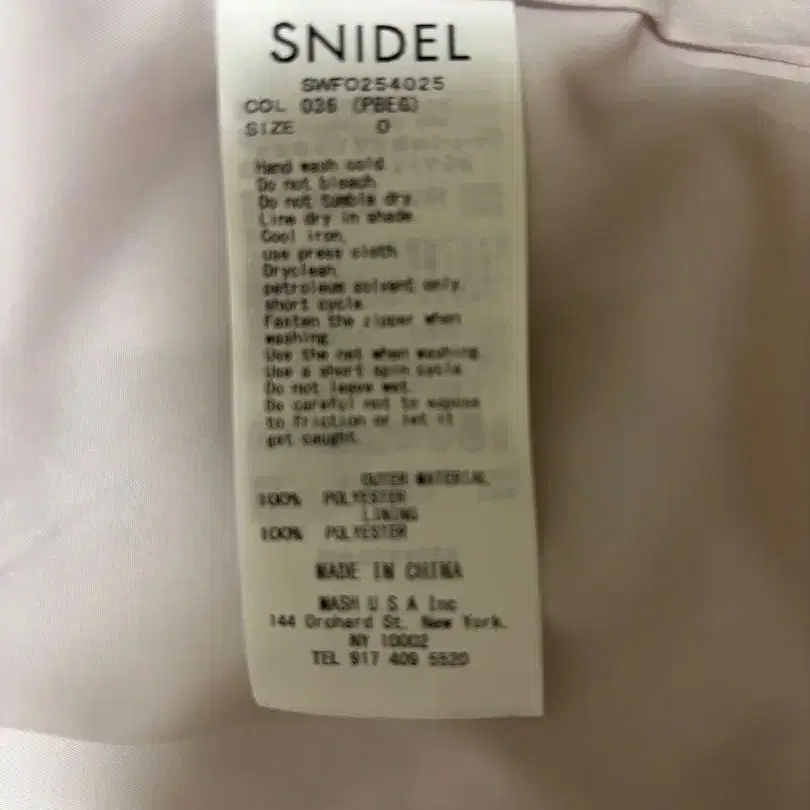 SNIDEL
SWFO254025
COL 036 (PBEG)
SIZE 0
Hand wash cold
Do not bleach
Do not tumble dry
Line dry in shade
Cool iron,
use press cloth
Dryclean,
petroleum solvent only,
short cycle
Fasten the zipper when
washing
Use the net when washing
Use a short spin cycle
Do not leave wet
Be careful not to expose
to friction or let it
get caught.
OUTER MATERIAL
100% POLYESTER
LINING
100% POLYESTER
MADE IN CHINA
MASH U S A Inc
144 Orchard St. New York.
NY 10002
TEL 917 409 5520